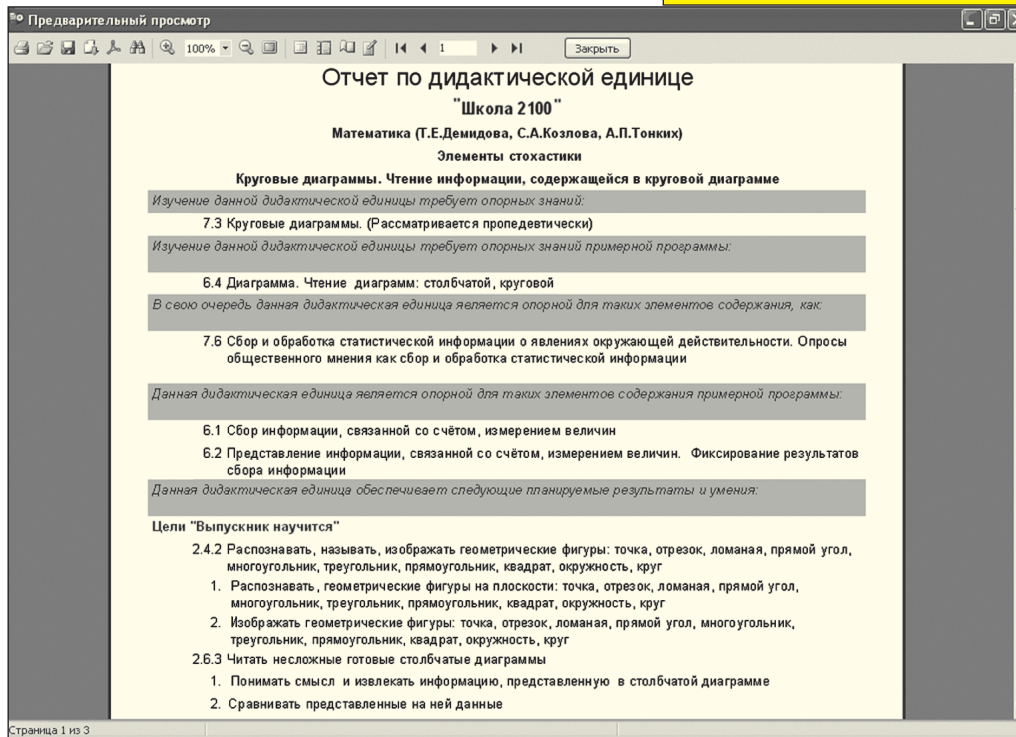 Предварительный просмотр
100%
1
Закрыть
Отчет по дидактической единице
"Школа 2100"
Математика (Т.Е.Демидова, С.А.Козлова, А.П.Тонких)
Элементы стохастики
Круговые диаграммы. Чтение информации, содержащейся в круговой диаграмме
Изучение данной дидактической единицы требует опорных знаний:
7.3 Круговые диаграммы. (Рассматривается пропедевтически)
Изучение данной дидактической единицы требует опорных знаний примерной программы:
6.4 Диаграмма. Чтение диаграмм: столбчатой, круговой
В свою очередь данная дидактическая единица является опорной для таких элементов содержания, как:
7.6 Сбор и обработка статистической информации о явлениях окружающей действительности. Опросы
общественного мнения как сбор и обработка статистической информации
Данная дидактическая единица является опорной для таких элементов содержания примерной программы:
6.1 Сбор информации, связанной со счётом, измерением величин
6.2 Представление информации, связанной со счётом, измерением величин. Фиксирование результатов
сбора информации
Данная дидактическая единица обеспечивает следующие планируемые результаты и умения:
Цели "Выпускник научится"
2.4.2 Распознавать, называть, изображать геометрические фигуры: точка, отрезок, ломаная, прямой угол,
многоугольник, треугольник, прямоугольник, квадрат, окружность, круг
1. Распознавать, геометрические фигуры на плоскости: точка, отрезок, ломаная, прямой угол,
многоугольник, треугольник, прямоугольник, квадрат, окружность, круг
2. Изображать геометрические фигуры: точка, отрезок, ломаная, прямой угол, многоугольник,
треугольник, прямоугольник, квадрат, окружность, круг
2.6.3 Читать несложные готовые столбчатые диаграммы
1. Понимать смысл и извлекать информацию, представленную в столбчатой диаграмме
2. Сравнивать представленные на ней данные
Страница 1 из 3